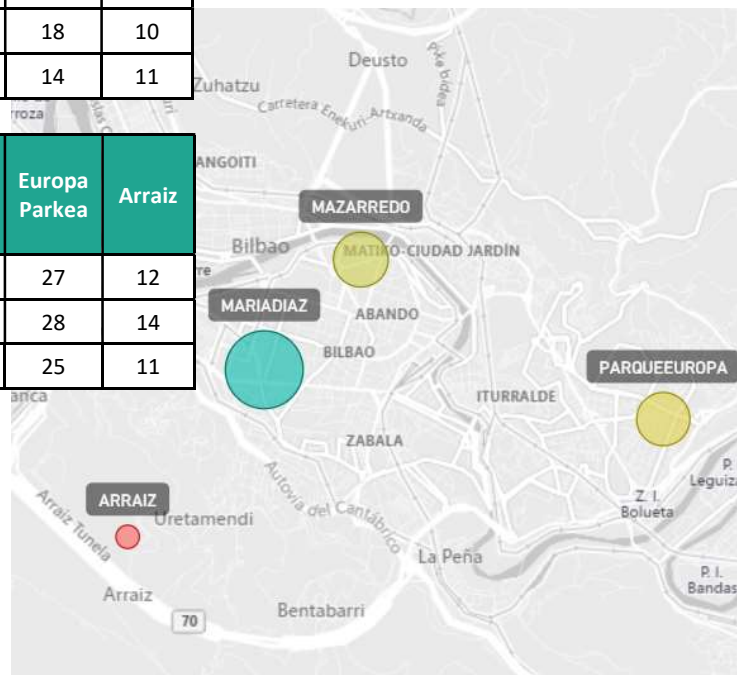 18 10
14 11
Europa
Parkea
Arraiz
27 12
28 14
25 11
Deusto
Zuhatzu
Carretera Enekuri-Artxanda
ANGOITI
MAZARREDO
Bilbao
MATIKO-CIUDAD JARDÍN
MARIADIAZ
ABANDO
BILBAO
PARQUEEUROPA
ITURRALDE
ZABALA
P.
Leguiz
Z. I.
Bolueta
ARRAIZ
Uretamendi
Autovía del Cantábrico
Arraiz Tunela
La Peña
P. I.
Bandas
Arraiz
70
Bentabarri